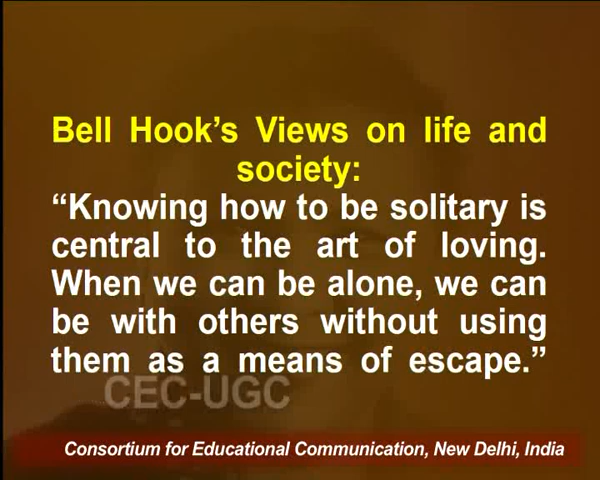 Bell Hook's Views on life and
society:
“Knowing how to be solitary is
central to the art of loving.
When we can be alone, we can
be with others without using
them as a means of escape.”
CEC-UGC
Consortium for Educational Communication, New Delhi, India